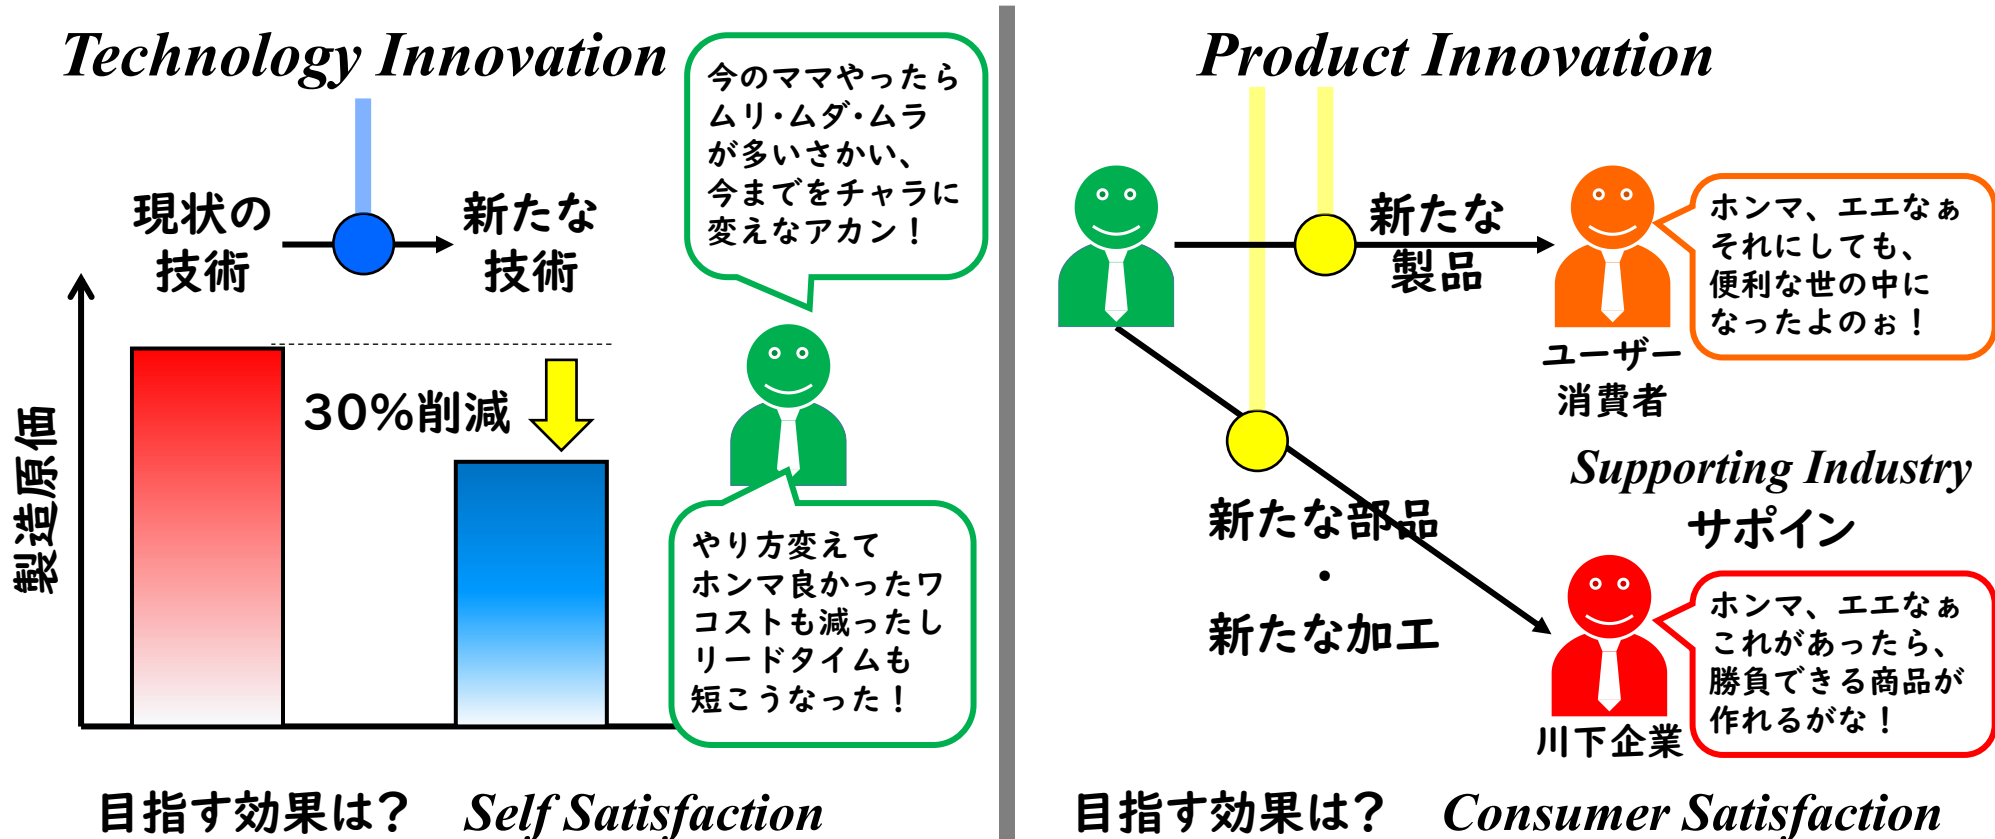 Technology Innovation
今のママやったら
ムリ・ムダ・ムラ
が多いさかい、
今までをチャラに
変えなアカン！
現状の
技術
新たな
技術
製造原価
30%削減
やり方変えて
ホンマ良かったワ
コストも減ったし
リードタイムも
短こうなった！
目指す効果は？
Self Satisfaction
Product Innovation
新たな
製品
ホンマ、エエなぁ
それにしても、
便利な世の中に
なったよのぉ！
ユーザー
消費者
Supporting Industry
サポイン
新たな部品
・
新たな加工
ホンマ、エエなぁ
これがあったら、
勝負できる商品が
作れるがな！
川下企業
目指す効果は？
Consumer Satisfaction